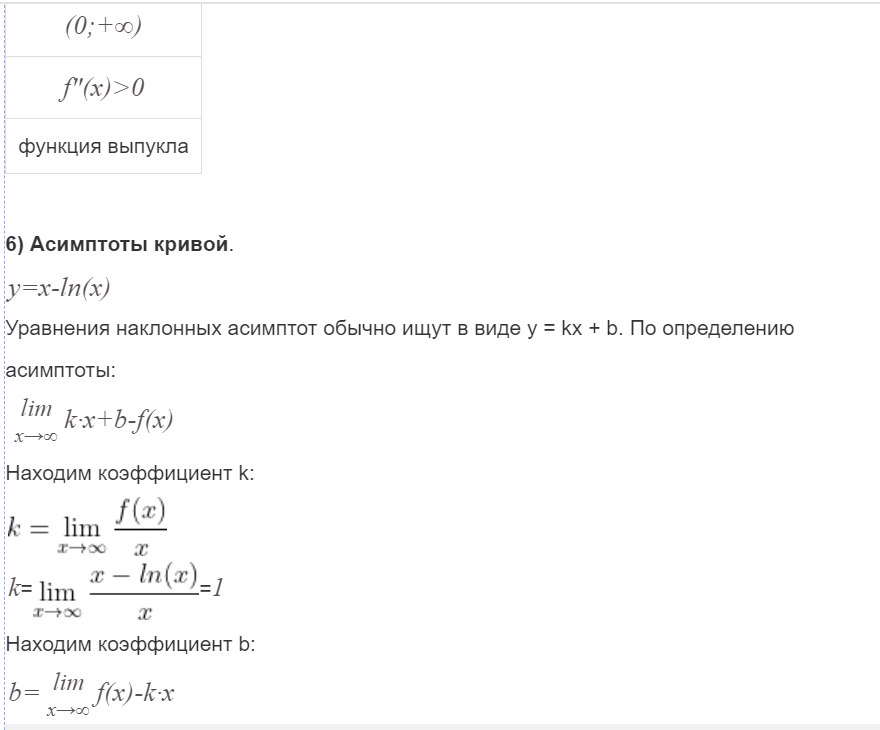 (0;+∞)
f''(x)>0
функция выпукла
6) Асимптоты кривой.
y=x-ln(x)
Уравнения наклонных асимптот обычно ищут в виде y = kx + b. По определению
асимптоты:
lim k·x+b-f(x)
x→∞
Находим коэффициент k:
k = lim f(x)
x→∞ x
k= lim x − ln(x) =1
x→∞ x
Находим коэффициент b:
b= lim f(x)-k·x
x→∞